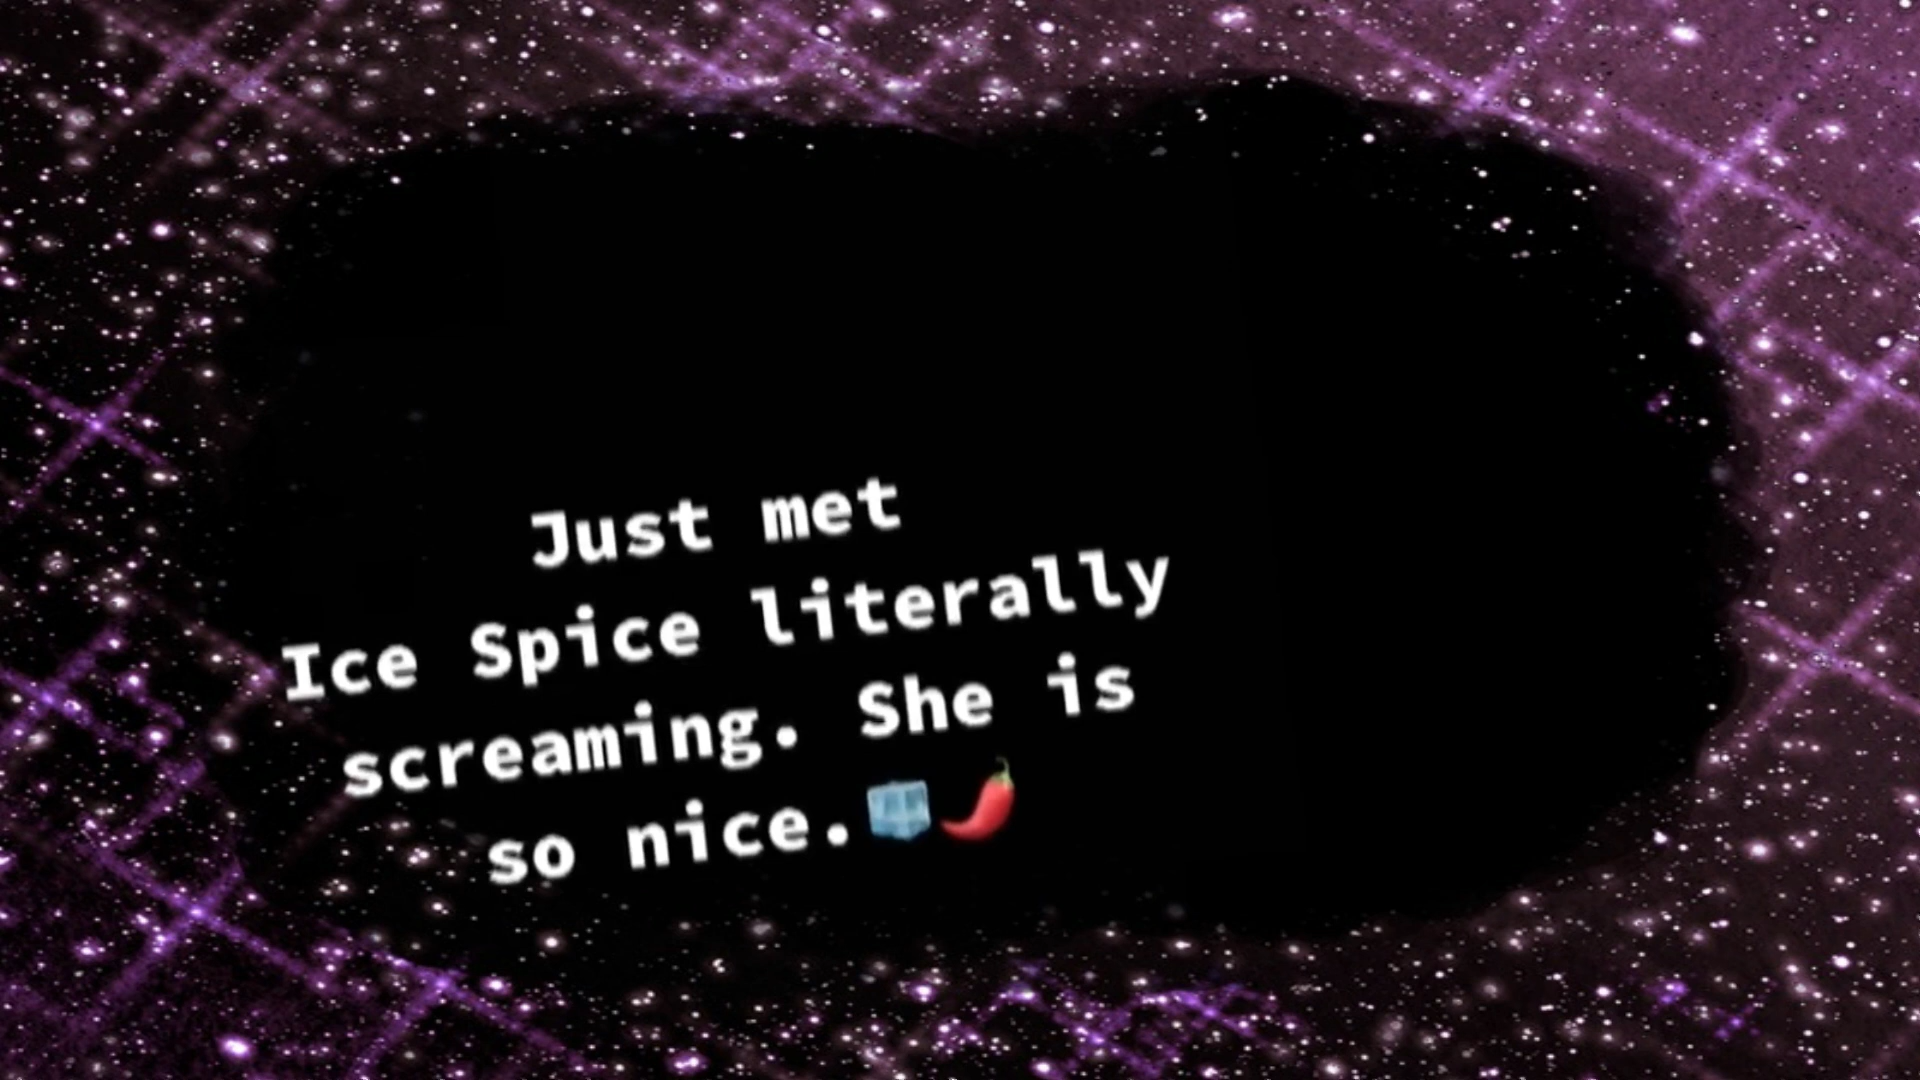 Just met
Ice Spice literally
screaming. She is
so nice.🧊🌶️